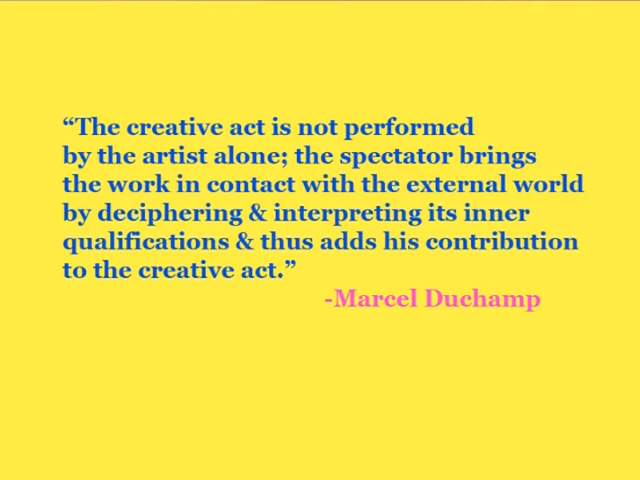 “The creative act is not performed
by the artist alone; the spectator brings
the work in contact with the external world
by deciphering & interpreting its inner
qualifications & thus adds his contribution
to the creative act.”
-Marcel Duchamp